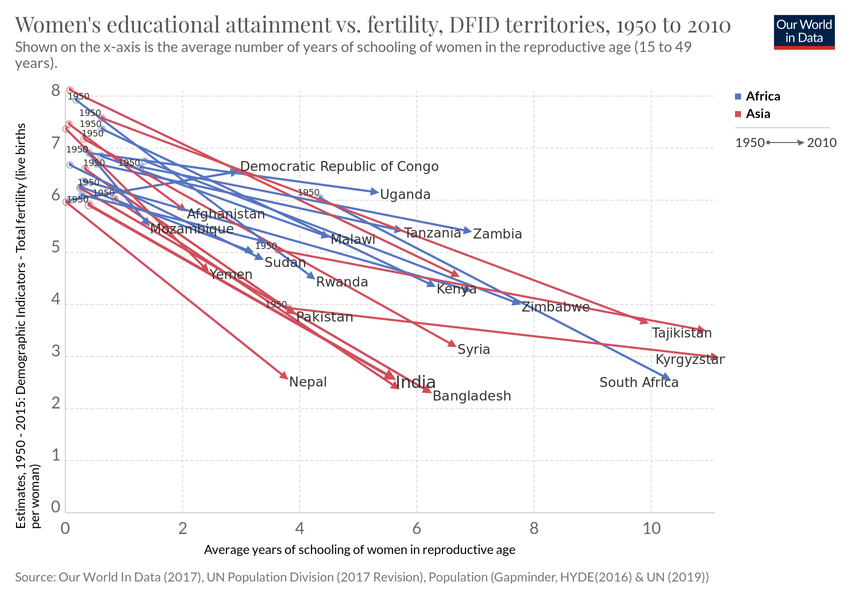 Women's educational attainment vs. fertility, DFID territories, 1950 to 2010
Our World
in Data
Shown on the x-axis is the average number of years of schooling of women in the reproductive age (15 to 49
years).
Africa
Asia
1950
2010
Estimates, 1950 - 2015: Demographic Indicators - Total fertility (live births
per woman)
8
7
6
5
4
3
2
1
0
1950
1950
1950
1950
1950
1950
1950
1950
1950
1950
1950
1950
1950
Democratic Republic of Congo
Uganda
Afghanistan
Mozambique
Malawi
Tanzania
Zambia
Sudan
Yemen
Rwanda
Kenya
Zimbabwe
Pakistan
Tajikistan
Syria
Kyrgyzstan
Nepal
India
South Africa
Bangladesh
0
2
4
6
8
10
Average years of schooling of women in reproductive age
Source: Our World In Data (2017), UN Population Division (2017 Revision), Population (Gapminder, HYDE(2016) & UN (2019))